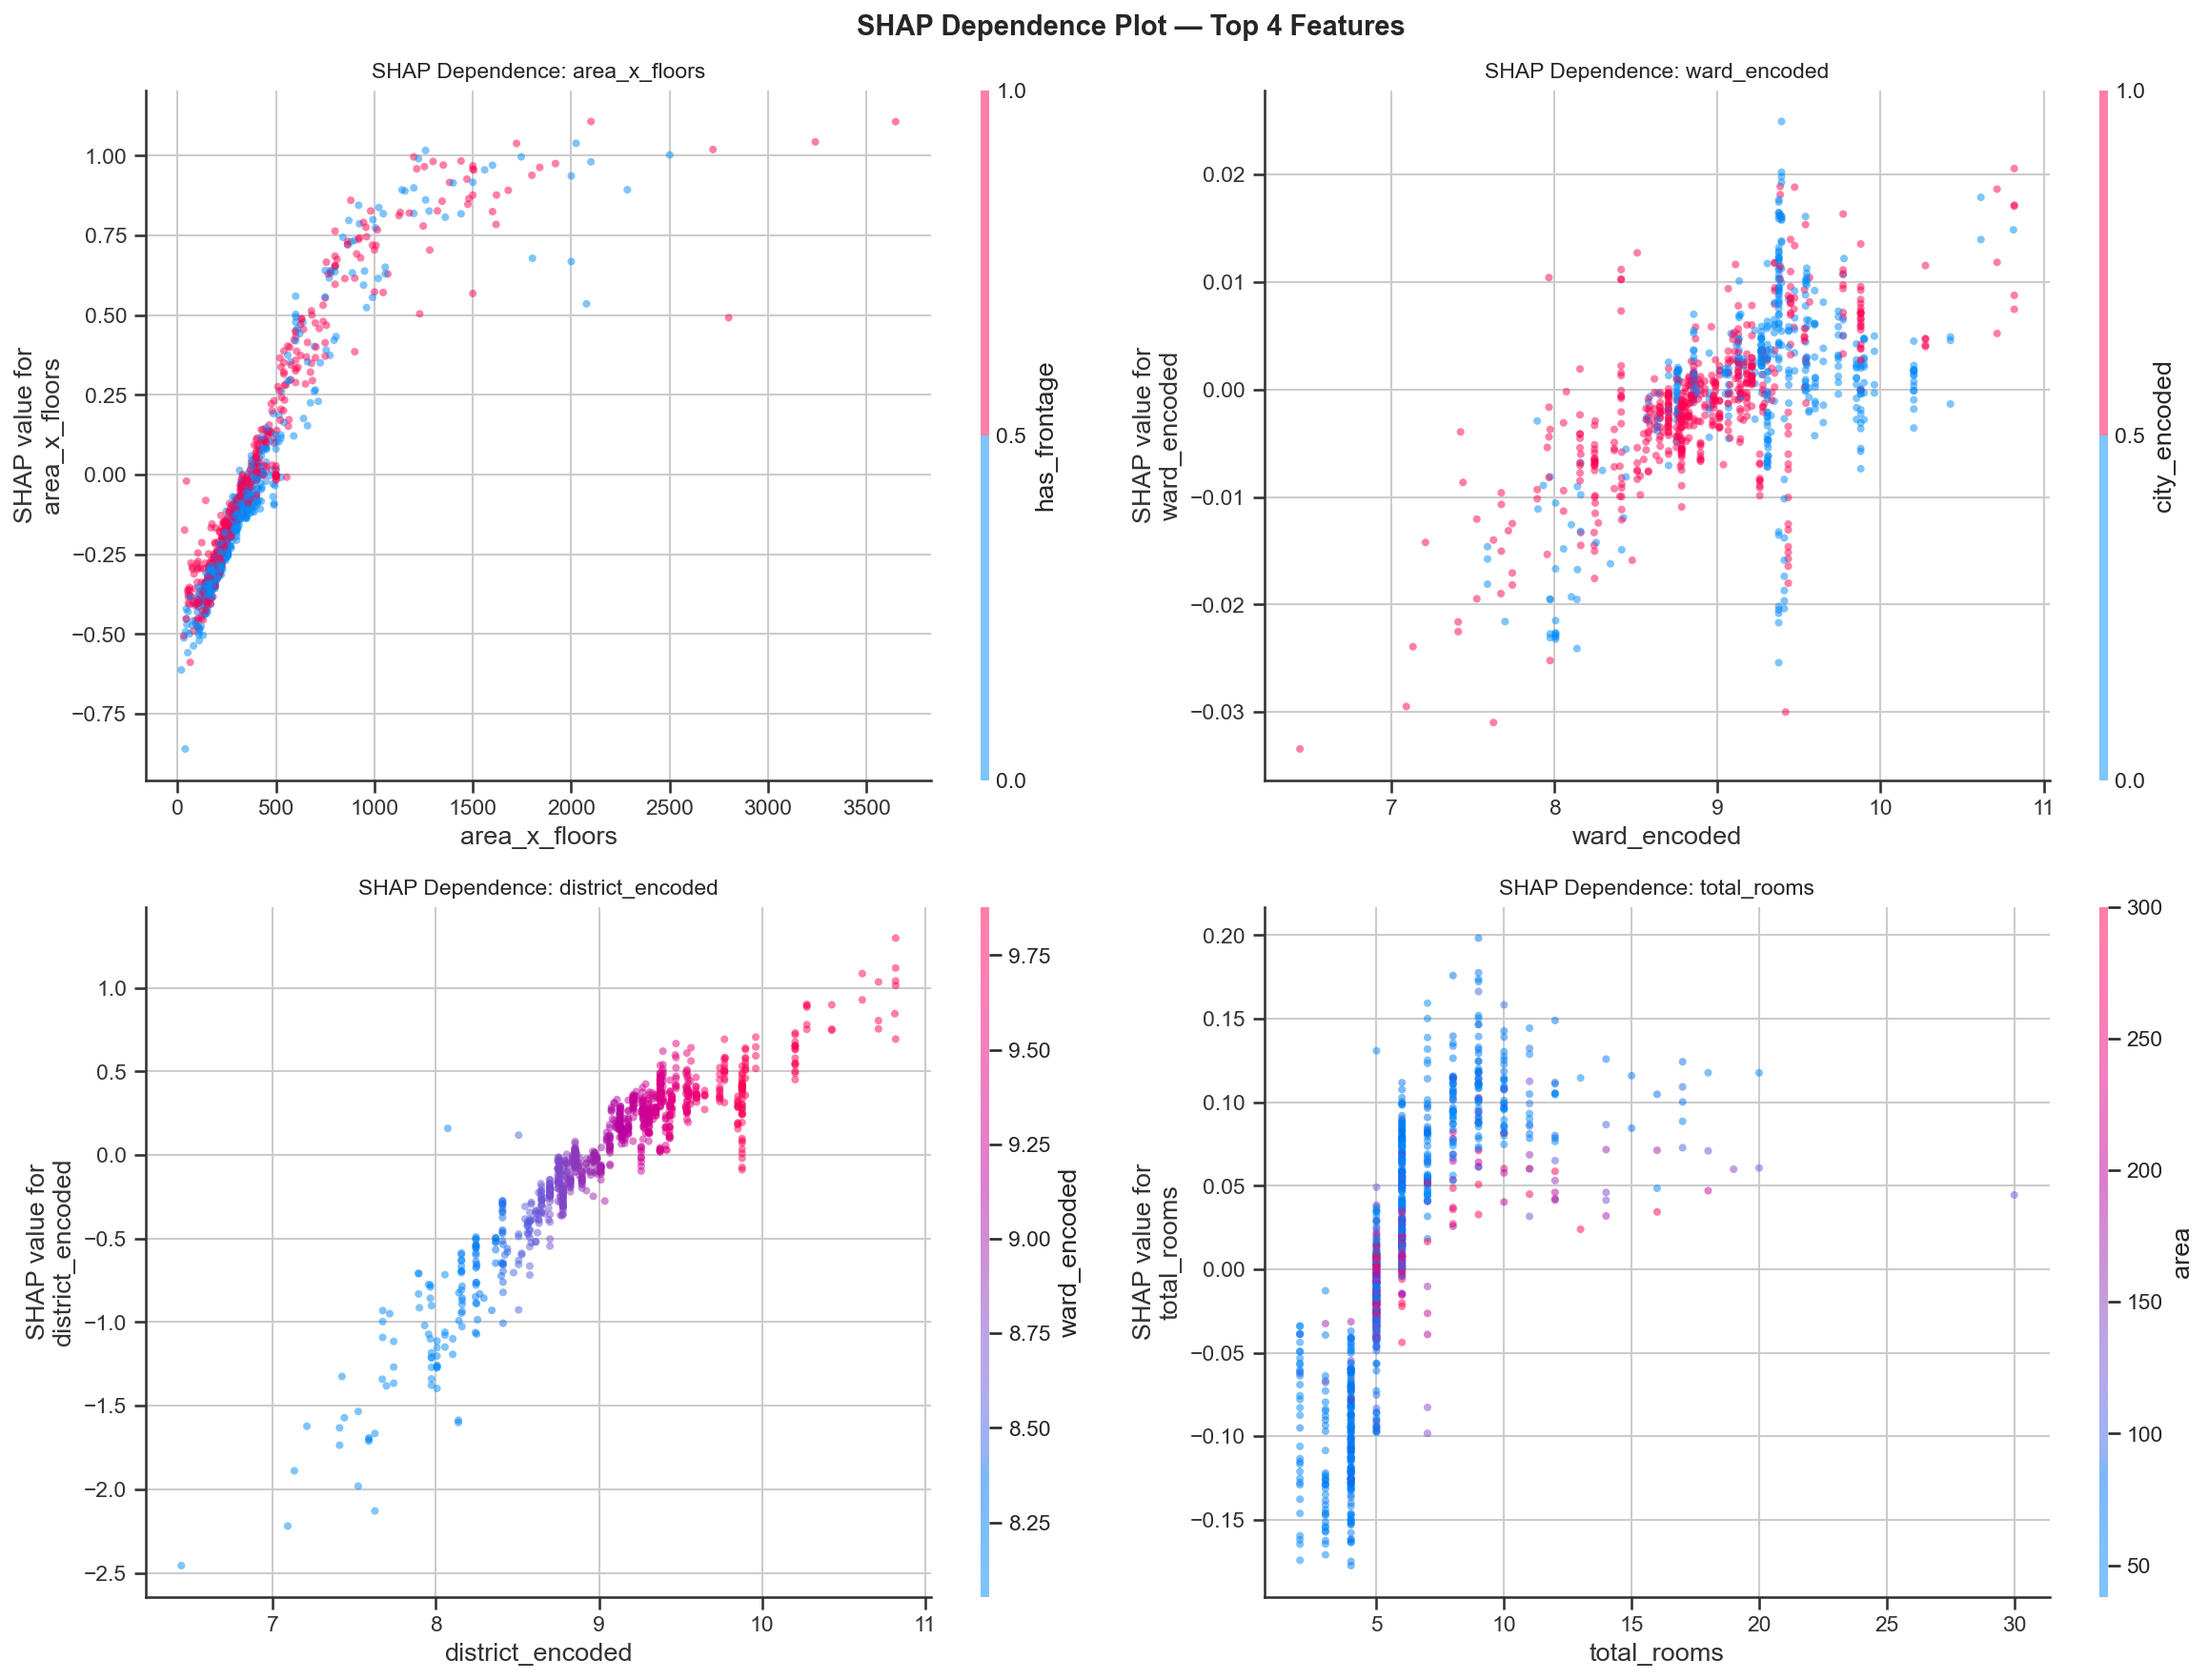 SHAP Dependence Plot — Top 4 Features
SHAP Dependence: area_x_floors
1.00
0.75
0.50
0.25
0.00
−0.25
−0.50
−0.75
SHAP value for
area_x_floors
0 500 1000 1500 2000 2500 3000 3500
area_x_floors
1.0
0.5
0.0
has_frontage
SHAP Dependence: ward_encoded
0.02
0.01
0.00
−0.01
−0.02
−0.03
SHAP value for
ward_encoded
7 8 9 10 11
ward_encoded
1.0
0.5
0.0
city_encoded
SHAP Dependence: district_encoded
1.0
0.5
0.0
−0.5
−1.0
−1.5
−2.0
−2.5
SHAP value for
district_encoded
7 8 9 10 11
district_encoded
9.75
9.50
9.25
9.00
8.75
8.50
8.25
ward_encoded
SHAP Dependence: total_rooms
0.20
0.15
0.10
0.05
0.00
−0.05
−0.10
−0.15
SHAP value for
total_rooms
5 10 15 20 25 30
total_rooms
300
250
200
150
100
50
area